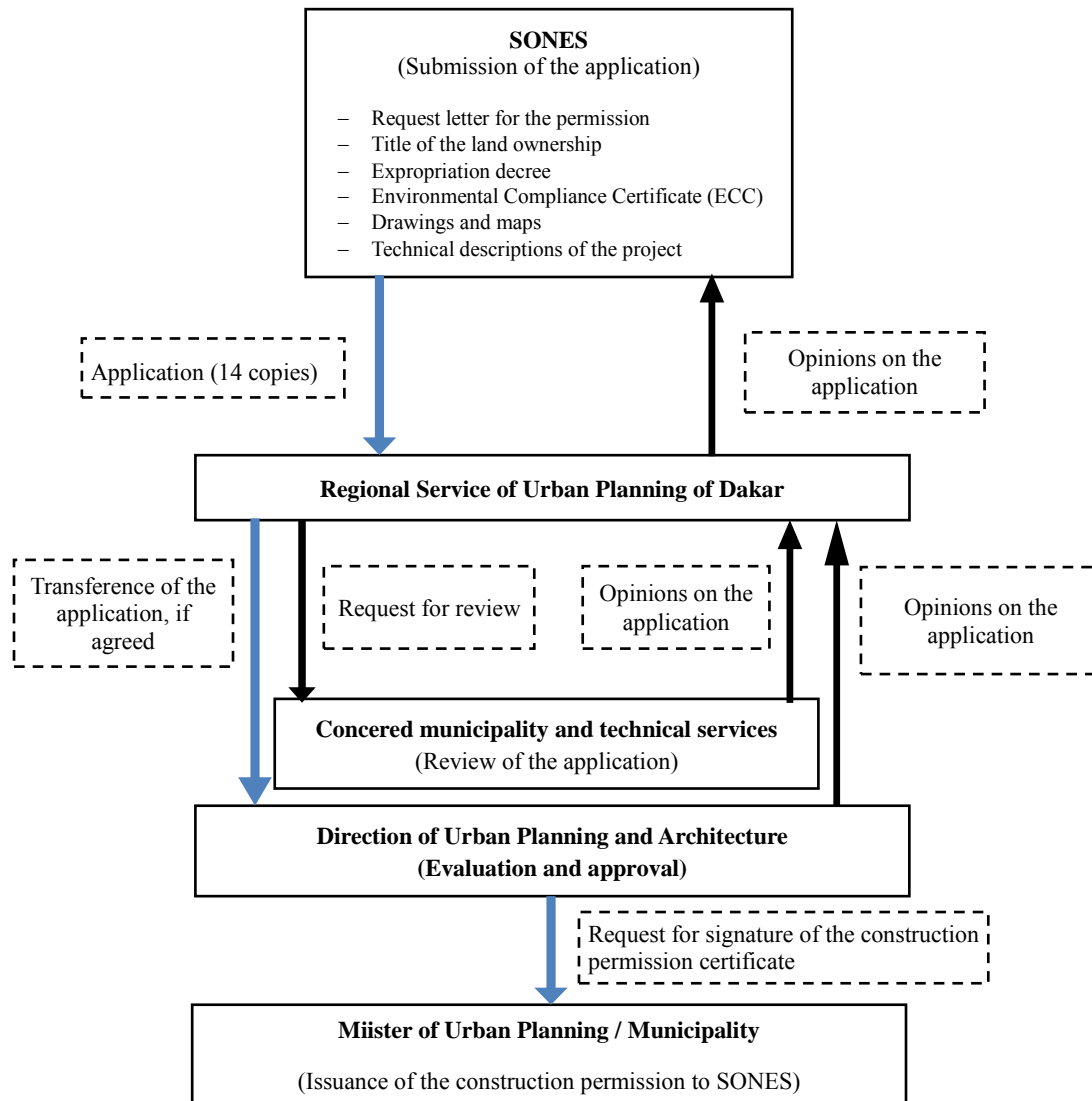 SONES
(Submission of the application)
– Request letter for the permission
– Title of the land ownership
– Expropriation decree
– Environmental Compliance Certificate (ECC)
– Drawings and maps
– Technical descriptions of the project
Application (14 copies)
Opinions on the
application
Regional Service of Urban Planning of Dakar
Transference of the
application, if
agreed
Request for review
Opinions on the
application
Opinions on the
application
Concered municipality and technical services
(Review of the application)
Direction of Urban Planning and Architecture
(Evaluation and approval)
Request for signature of the construction
permission certificate
Miister of Urban Planning / Municipality
(Issuance of the construction permission to SONES)